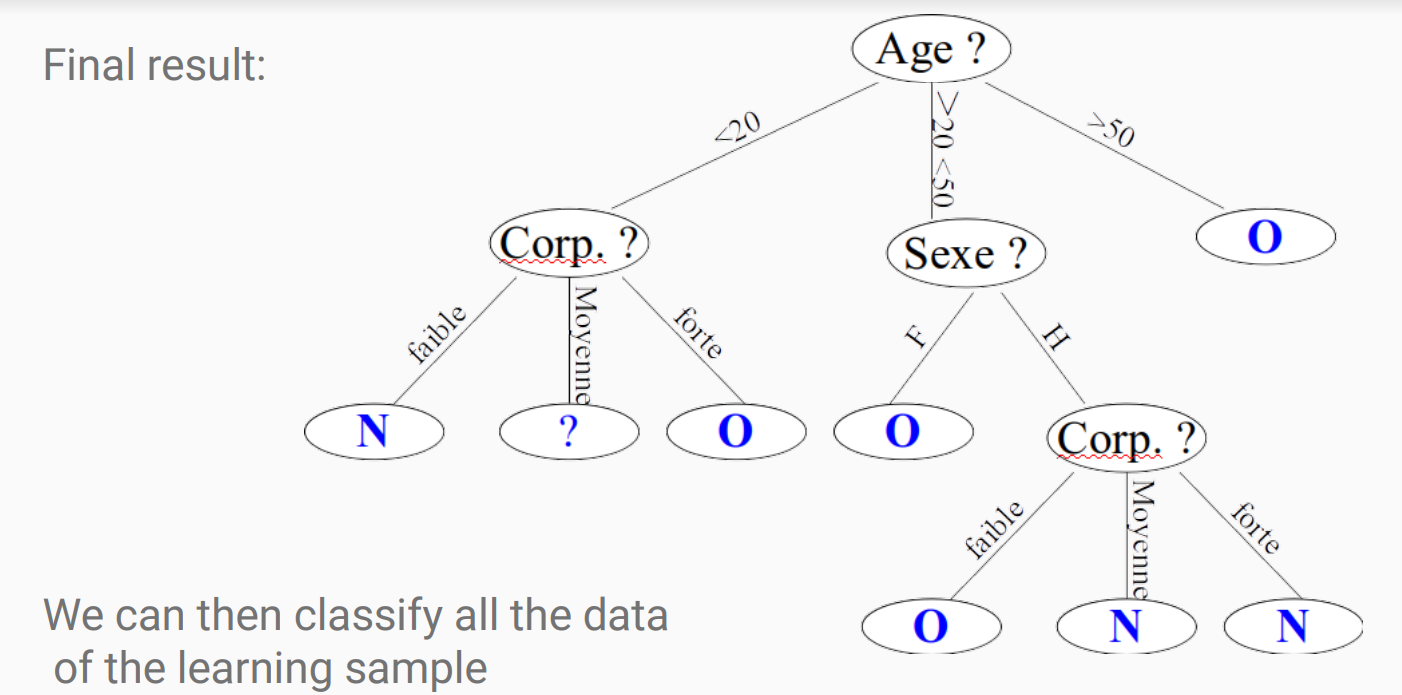 Final result:
Age ?
<20
>20 <50
>50
Corp. ?
Sexe ?
O
faible
Moyenne
forte
F
H
N
?
O
O
Corp. ?
faible
Moyenne
forte
O
N
N
We can then classify all the data
of the learning sample